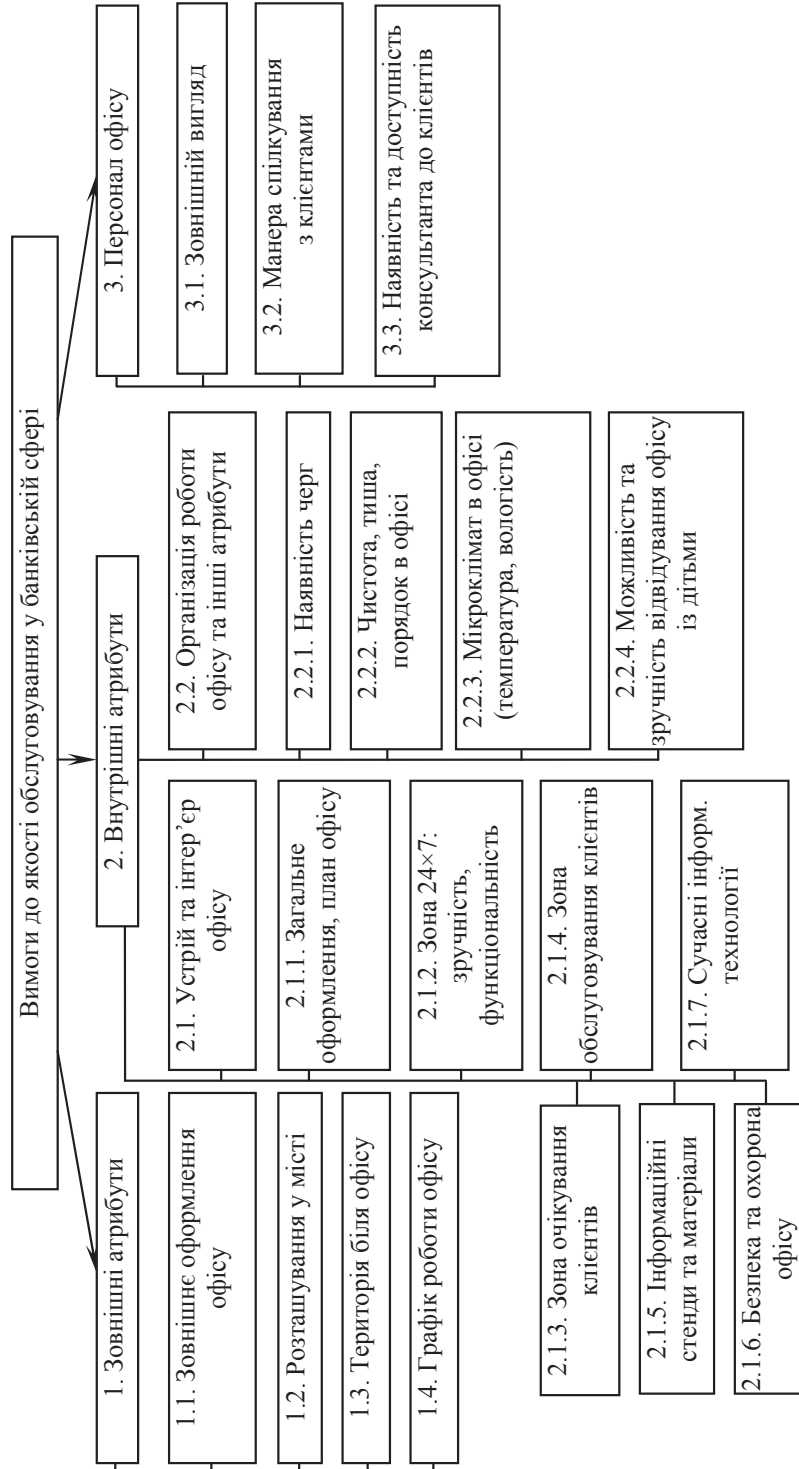 Вимоги до якості обслуговування у банківській сфері
1. Зовнішні атрибути
1.1. Зовнішнє оформлення
офісу
1.2. Розташування у місті
1.3. Територія біля офісу
1.4. Графік роботи офісу
2. Внутрішні атрибути
2.1. Устрій та інтер’єр
офісу
2.1.1. Загальне
оформлення, план офісу
2.1.2. Зона 24×7:
зручність,
функціональність
2.1.3. Зона очікування
клієнтів
2.1.4. Зона
обслуговування клієнтів
2.1.5. Інформаційні
стенди та матеріали
2.1.6. Безпека та охорона
офісу
2.1.7. Сучасні інформ.
технології
2.2. Організація роботи
офісу та інші атрибути
2.2.1. Наявність черг
2.2.2. Чистота, тиша,
порядок в офісі
2.2.3. Мікроклімат в офісі
(температура, вологість)
2.2.4. Можливість та
зручність відвідування офісу
із дітьми
3. Персонал офісу
3.1. Зовнішній вигляд
3.2. Манера спілкування
з клієнтами
3.3. Наявність та доступність
консультанта до клієнтів